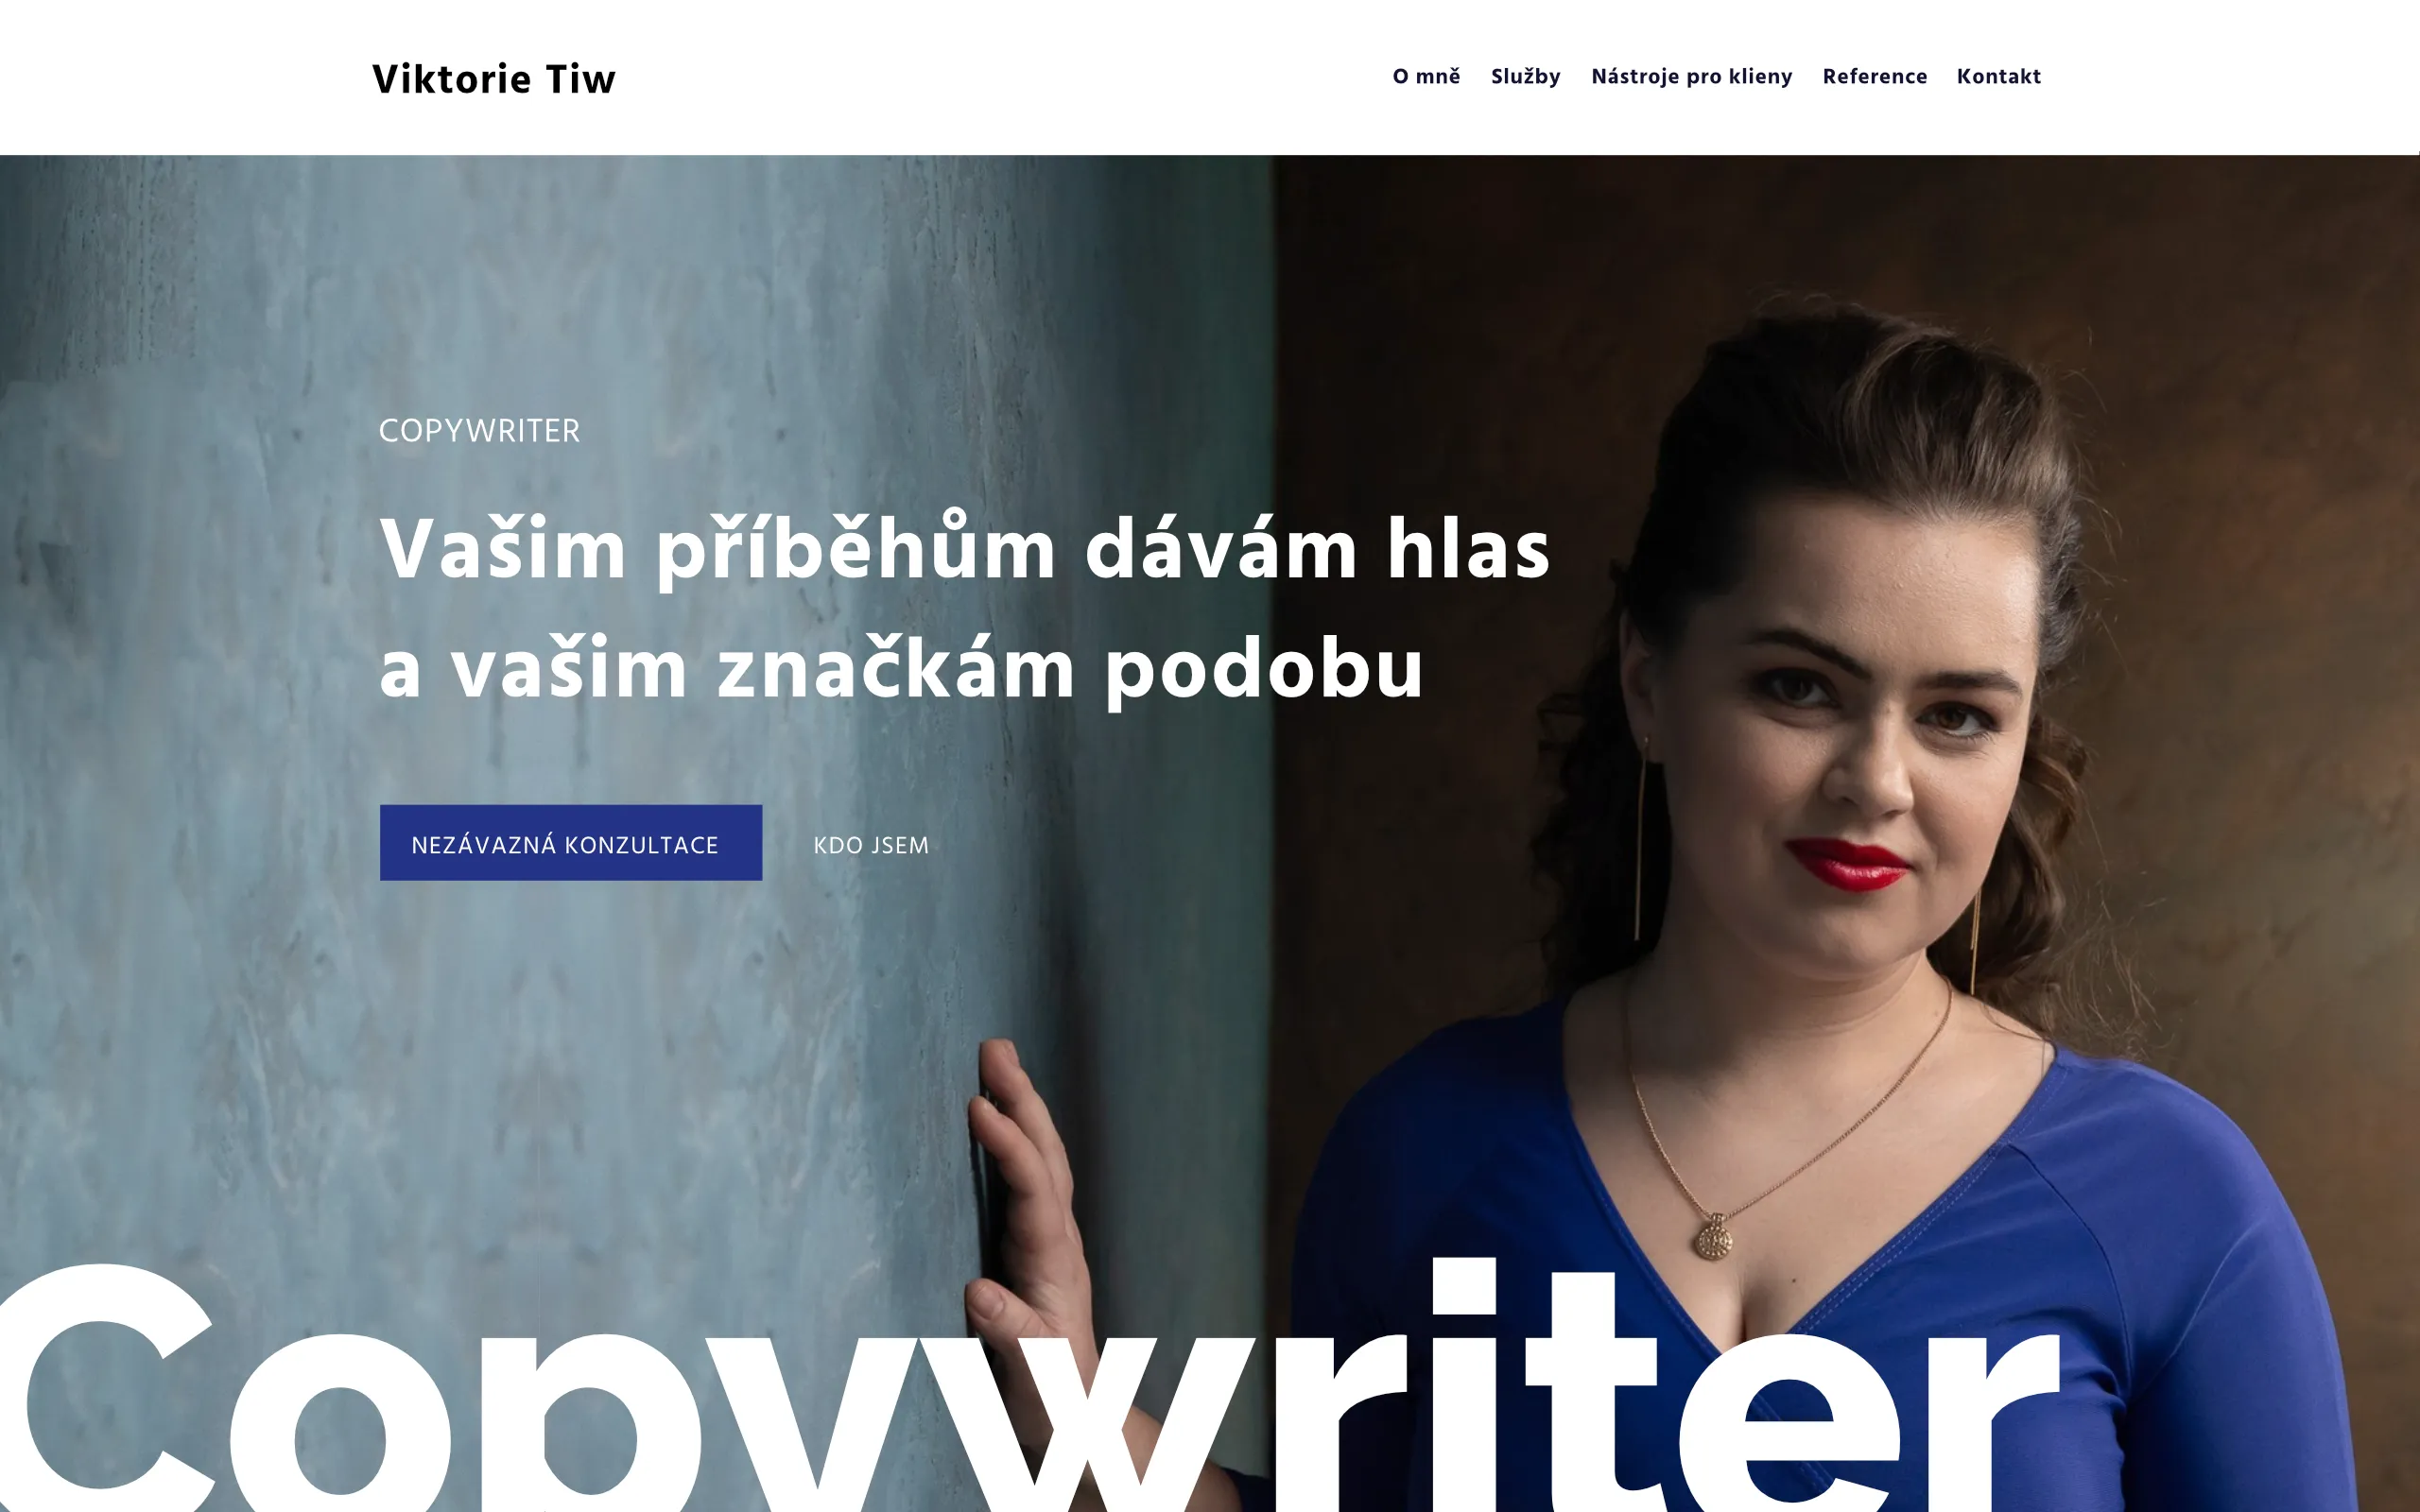 Viktorie Tiw
O mně Služby Nástroje pro klieny Reference Kontakt
COPYWRITER
Vašim příběhům dávám hlas
a vašim značkám podobu
NEZÁVAZNÁ KONZULTACE KDO JSEM
Copywriter